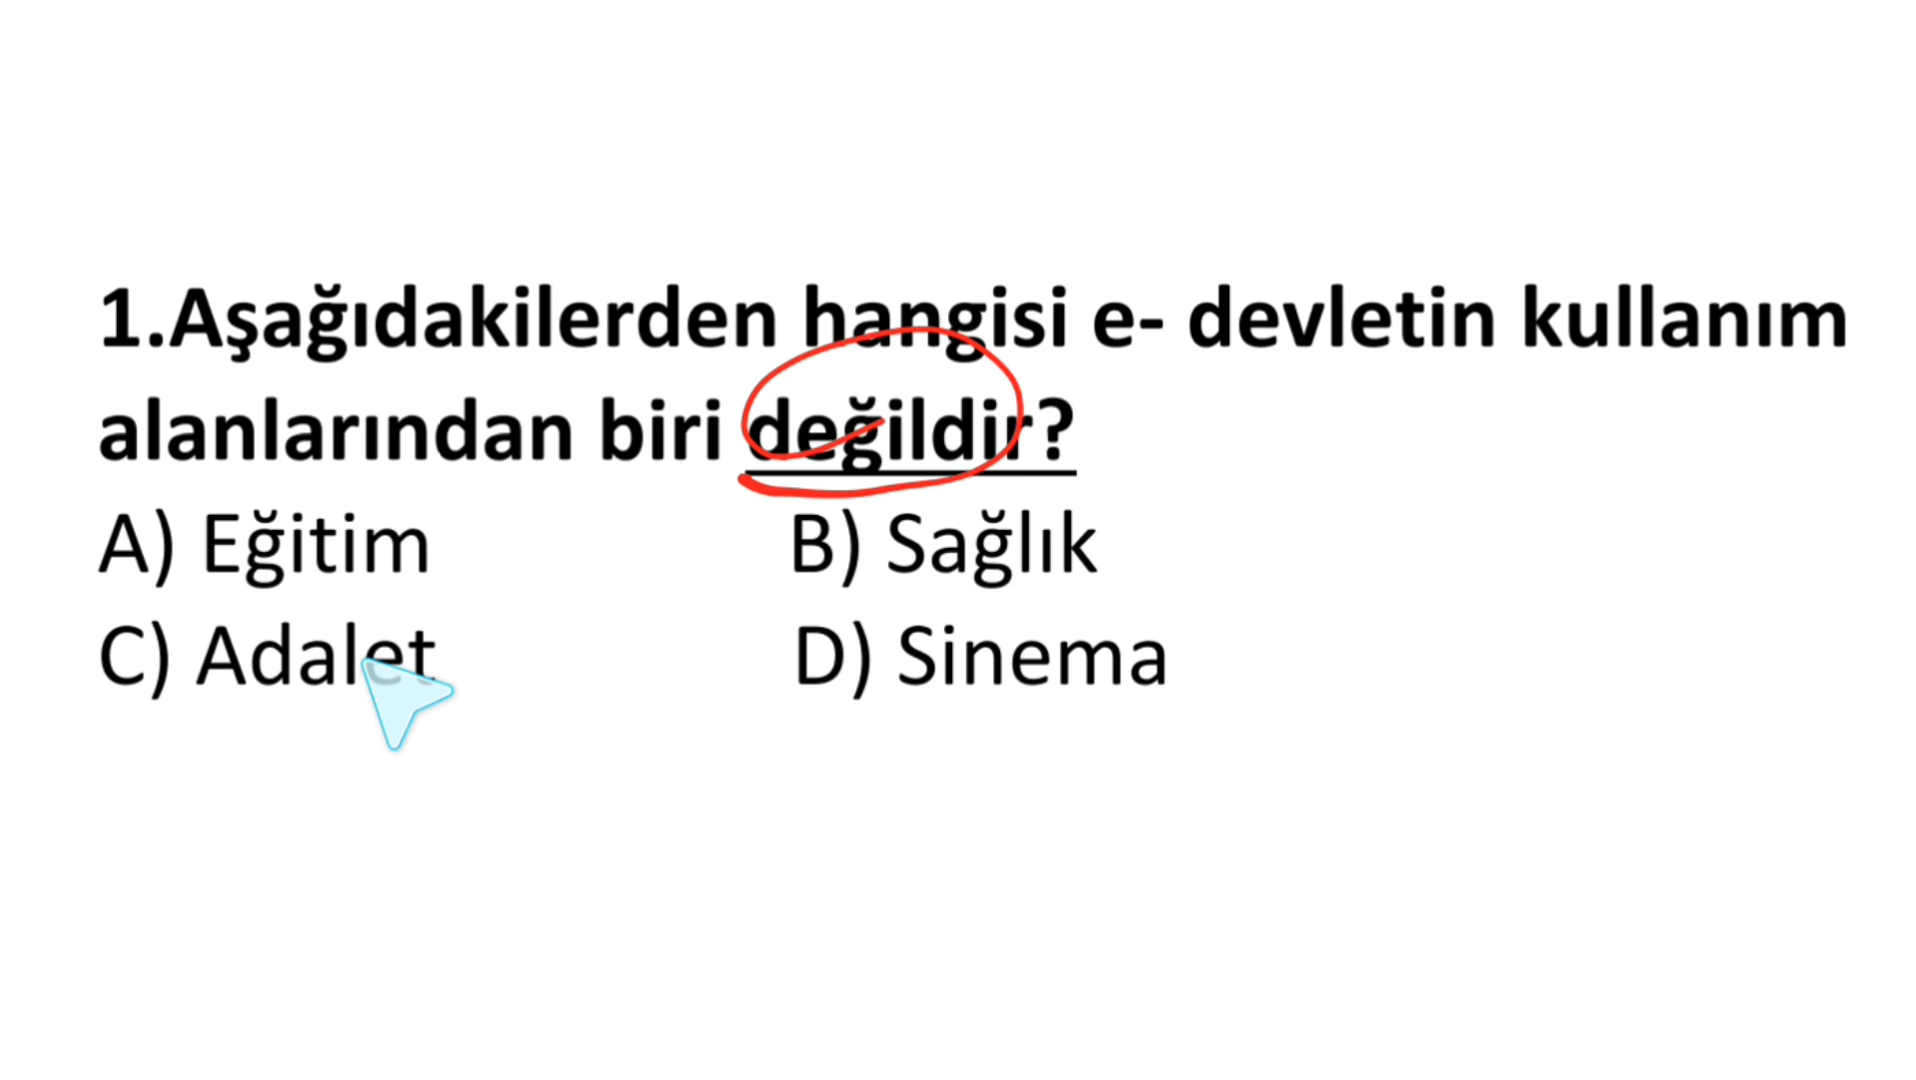 1.Aşağıdakilerden hangisi e- devletin kullanım
alanlarından biri değildir?
A) Eğitim B) Sağlık
C) Adalet D) Sinema